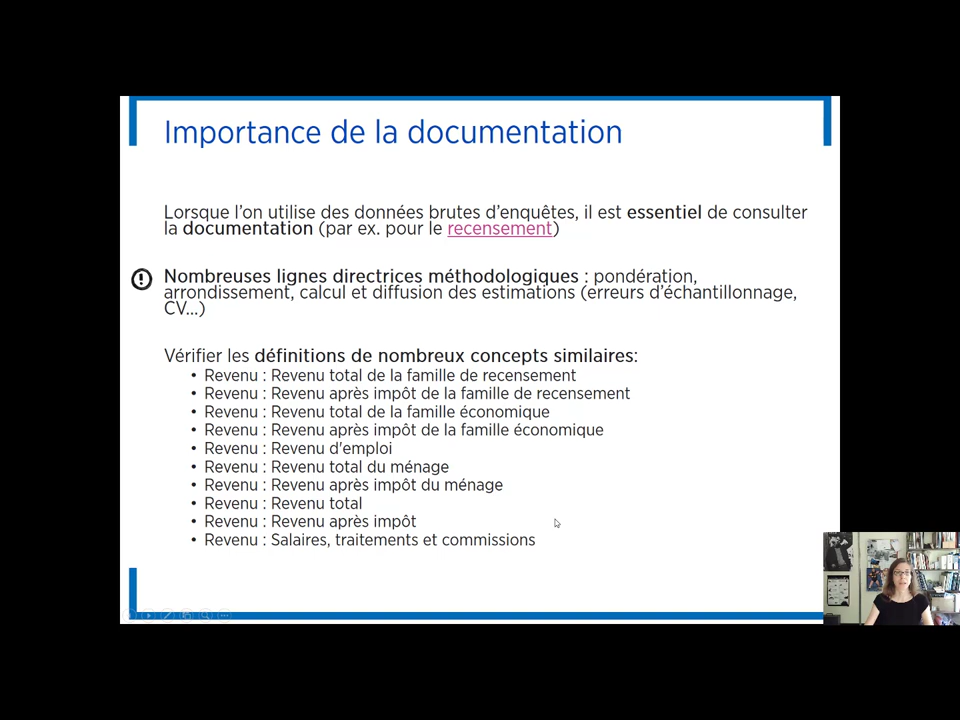 Importance de la documentation
Lorsque l'on utilise des données brutes d'enquêtes, il est essentiel de consulter
la documentation (par ex. pour le recensement)
Nombreuses lignes directrices méthodologiques : pondération,
arrondissement, calcul et diffusion des estimations (erreurs d'échantillonnage,
CV...)
Vérifier les définitions de nombreux concepts similaires:
• Revenu : Revenu total de la famille de recensement
• Revenu : Revenu après impôt de la famille de recensement
• Revenu : Revenu total de la famille économique
• Revenu : Revenu après impôt de la famille économique
• Revenu : Revenu d'emploi
• Revenu : Revenu total du ménage
• Revenu : Revenu après impôt du ménage
• Revenu : Revenu total
• Revenu : Revenu après impôt
• Revenu : Salaires, traitements et commissions